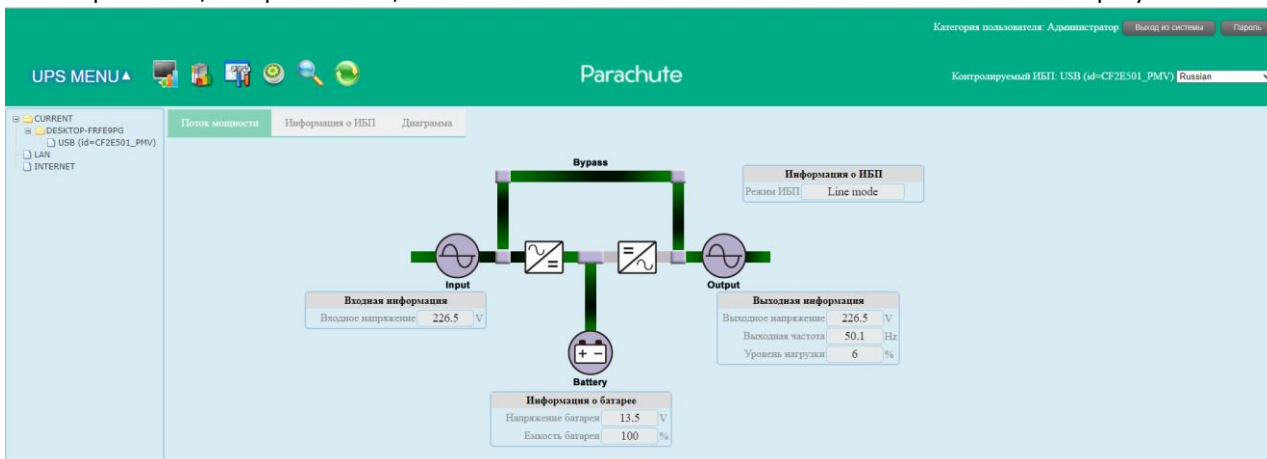 Категория пользователя: Администратор Выход из системы Пароль
UPS MENU▲ Parachute Контролируемый ИБП: USB (id=CF2E501_PMV) Russian
CURRENT
DESKTOP-FRFE9PG
USB (id=CF2E501_PMV)
LAN
INTERNET
Поток мощности Информация о ИБП Диаграмма
Bypass
Информация о ИБП
Режим ИБП Line mode
Input
Output
Входная информация
Входное напряжение 226.5 V
Выходная информация
Выходное напряжение 226.5 V
Выходная частота 50.1 Hz
Уровень нагрузки 6 %
Battery
Информация о батарее
Напряжение батареи 13.5 V
Емкость батареи 100 %